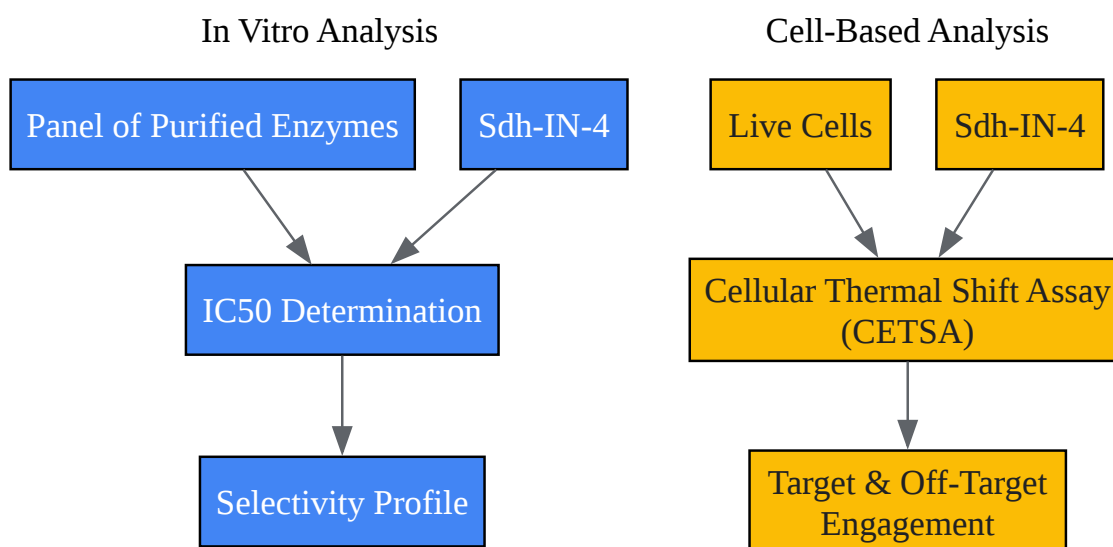 In Vitro Analysis
Panel of Purified Enzymes
Sdh-IN-4
IC50 Determination
Selectivity Profile
Cell-Based Analysis
Live Cells
Sdh-IN-4
Cellular Thermal Shift Assay
(CETSA)
Target & Off-Target
Engagement